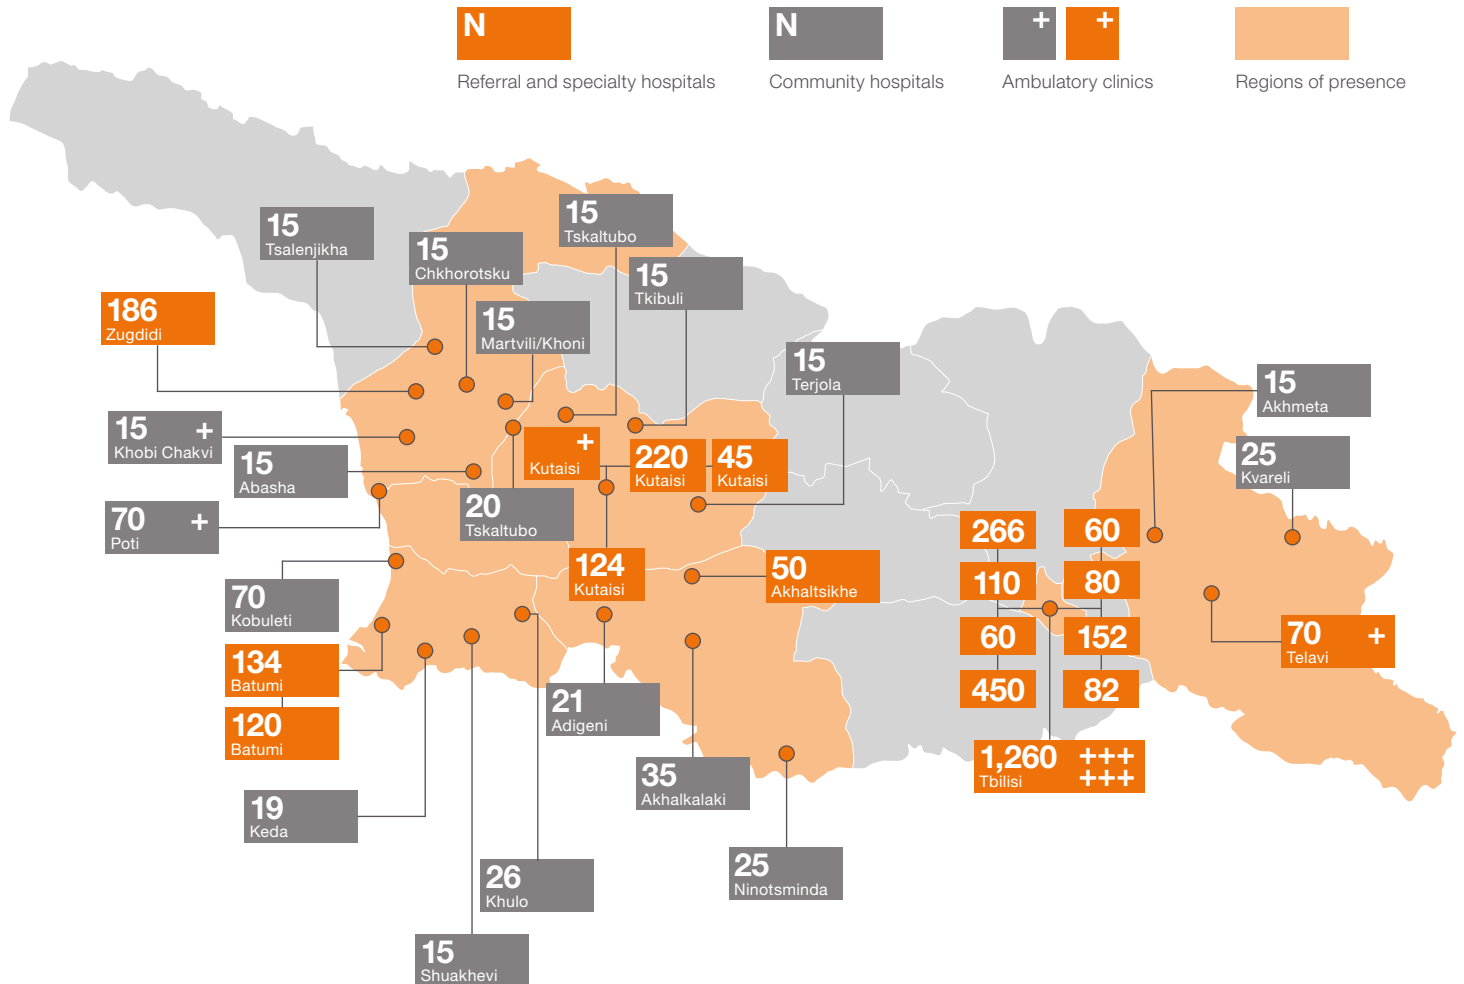 N
N
+
+
Referral and specialty hospitals
Community hospitals
Ambulatory clinics
Regions of presence
15
Tskaltubo
15
Tsalenjikha
15
Chkhorotsku
15
Tkibuli
186
Zugdidi
15
Martvili/Khoni
15
Terjola
15
Akhmeta
15 +
Khobi Chakvi
15
Abasha
+
Kutaisi
220
Kutaisi
45
Kutaisi
25
Kvareli
70 +
Poti
20
Tskaltubo
266
60
124
Kutaisi
50
Akhaltsikhe
110
80
70
Kobuleti
60
152
70 +
Telavi
134
Batumi
450
82
120
Batumi
21
Adigeni
1,260 +++
Tbilisi +++
35
Akhalkalaki
19
Keda
26
Khulo
25
Ninotsminda
15
Shuakhevi